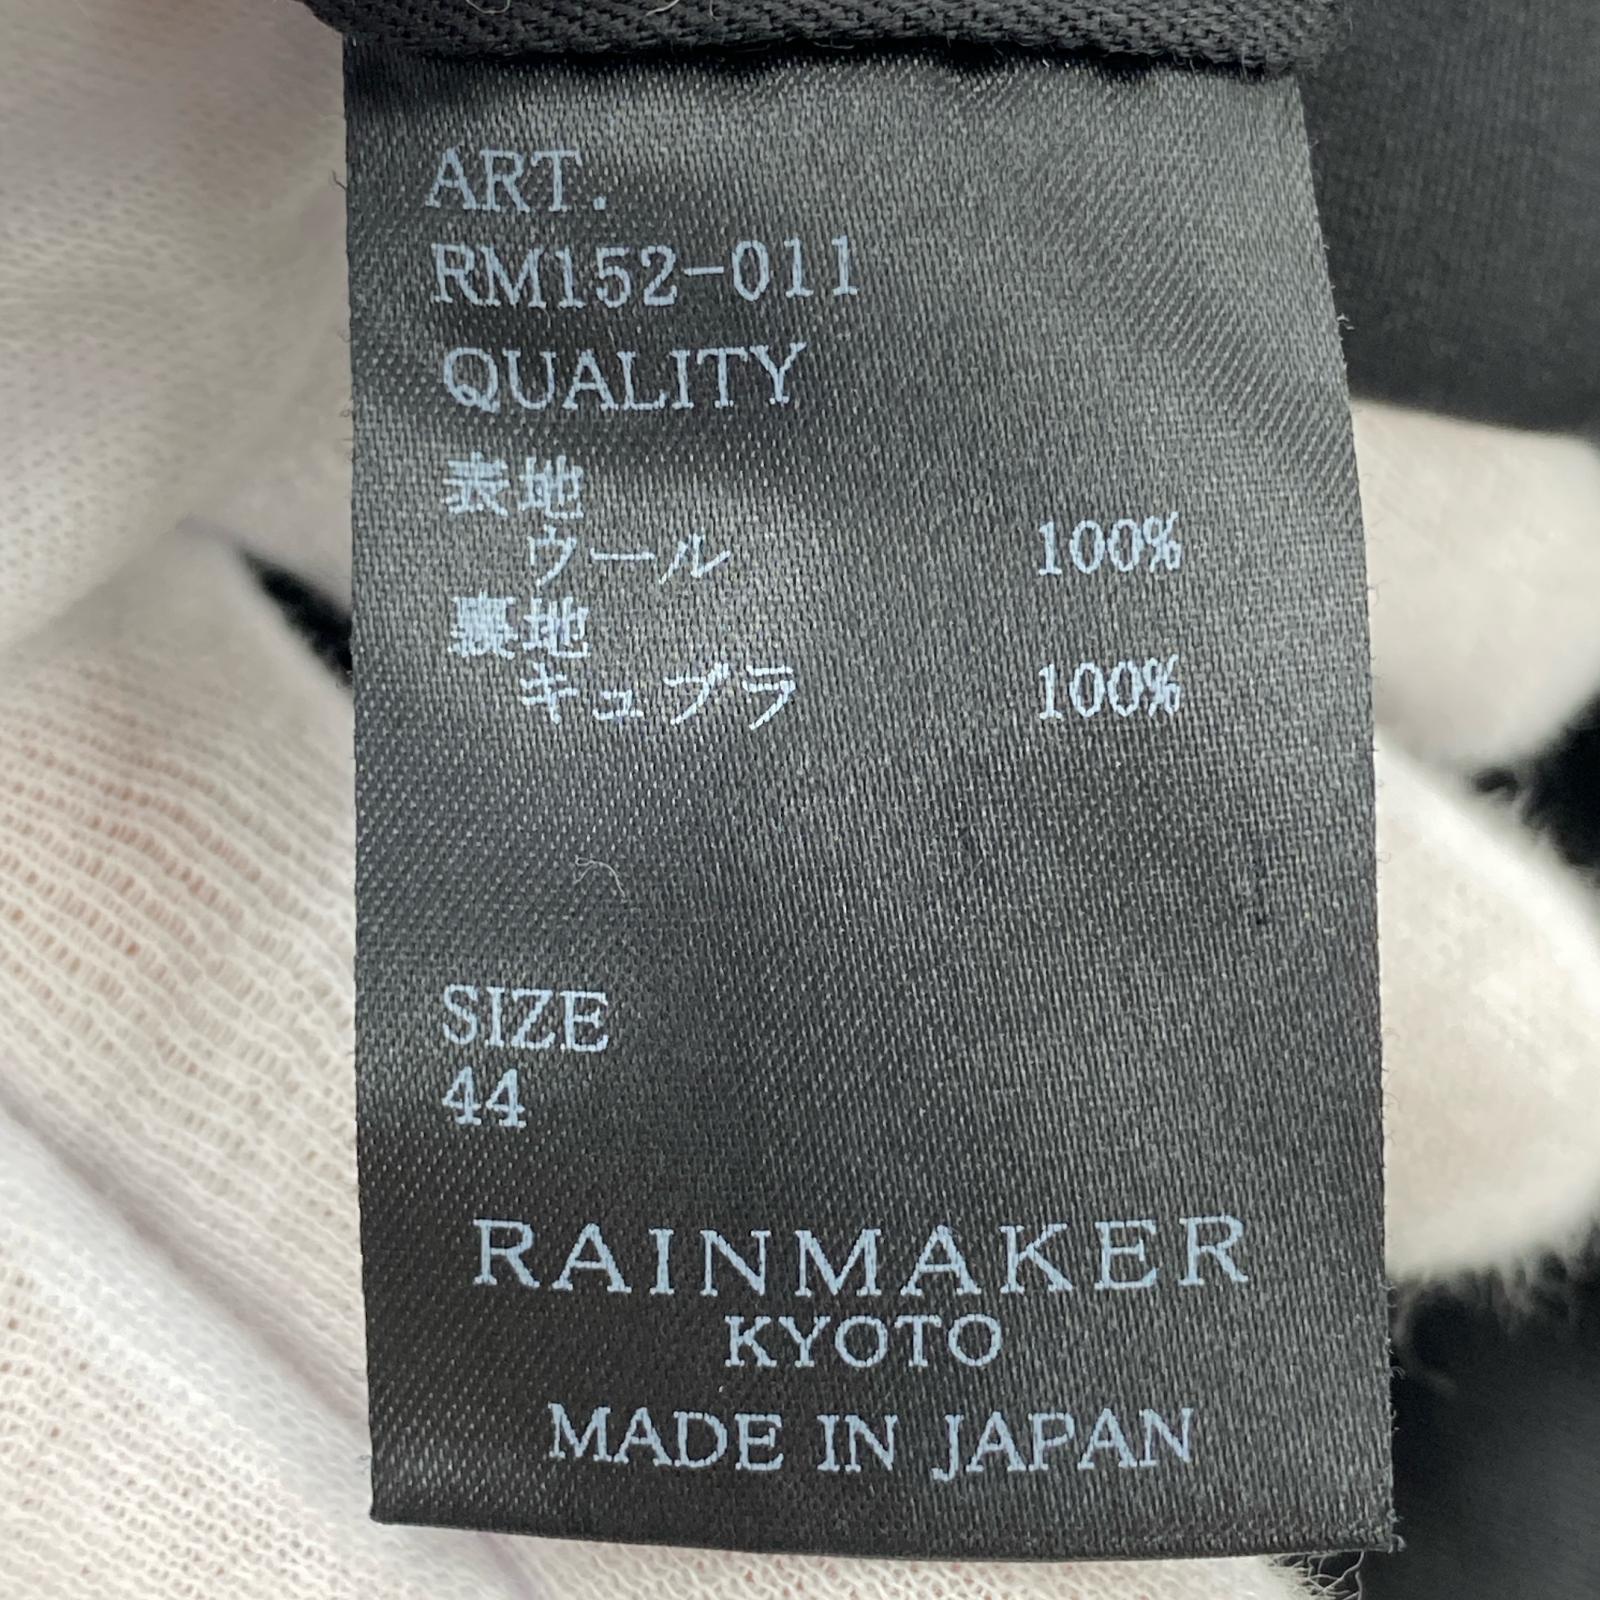 ART.
RM152-011
QUALITY
表地
ウール 100%
裏地
キュプラ 100%
SIZE
44
RAINMAKER
KYOTO
MADE IN JAPAN